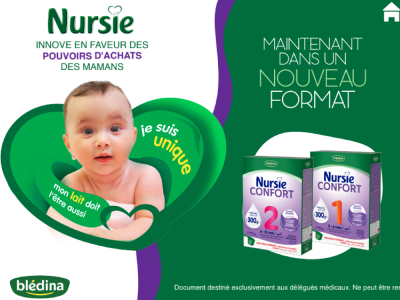 Nursie
INNOVE EN FAVEUR DES
POUVOIRS D'ACHATS
DES MAMANS
je suis
unique
mon lait doit
l'être aussi
blédina
MAINTENANT
DANS UN
NOUVEAU
FORMAT
Nursie
CONFORT
2
300g
Nursie
CONFORT
1
300g
Document destiné exclusivement aux délégués médicaux. Ne peut être rem